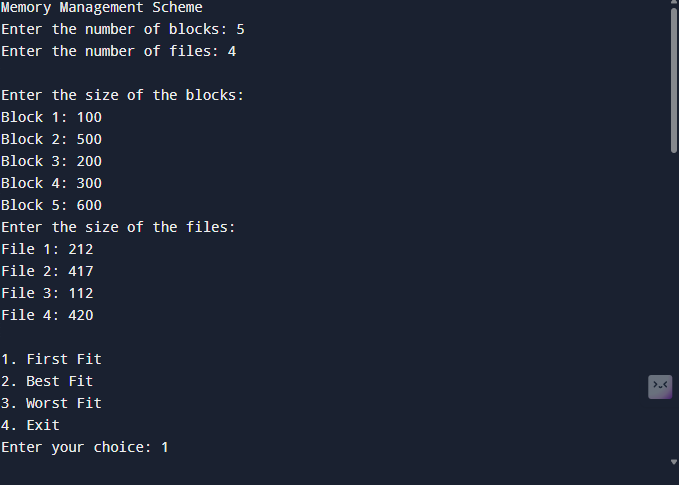 Memory Management Scheme
Enter the number of blocks: 5
Enter the number of files: 4
Enter the size of the blocks:
Block 1: 100
Block 2: 500
Block 3: 200
Block 4: 300
Block 5: 600
Enter the size of the files:
File 1: 212
File 2: 417
File 3: 112
File 4: 420
1. First Fit
2. Best Fit
3. Worst Fit
4. Exit
Enter your choice: 1